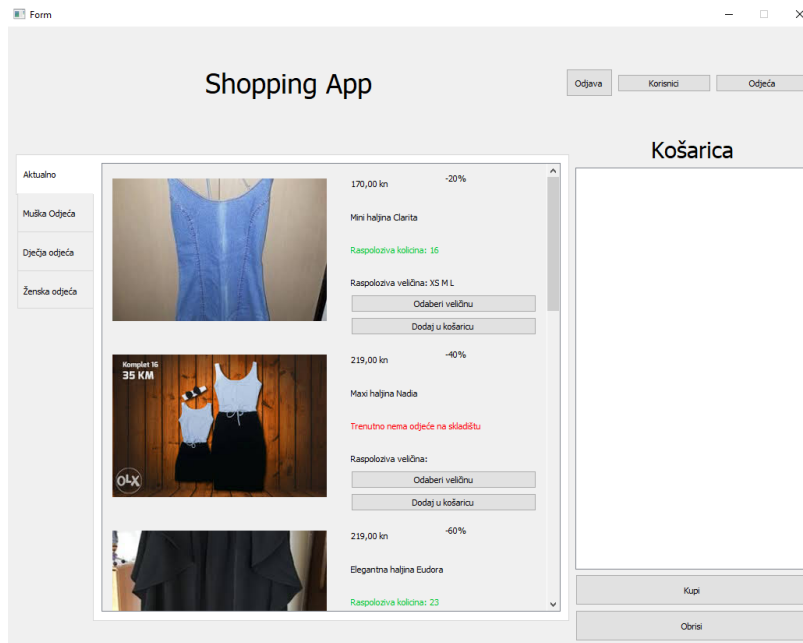 Form
Shopping App
Odjava
Korisnici
Odjeća
Košarica
Aktualno
Muška Odjeća
Dječja odjeća
Ženska odjeća
170,00 kn
-20%
Mini haljina Clarita
Raspoloziva kolicina: 16
Raspoloziva veličina: XS M L
Odaberi veličinu
Dodaj u košaricu
Komplet 16
35 KM
OLX
219,00 kn
-40%
Maxi haljina Nadia
Trenutno nema odjeće na skladištu
Raspoloziva veličina:
Odaberi veličinu
Dodaj u košaricu
219,00 kn
-60%
Elegantna haljina Eudora
Raspoloziva kolicina: 23
Kupi
Obrisi